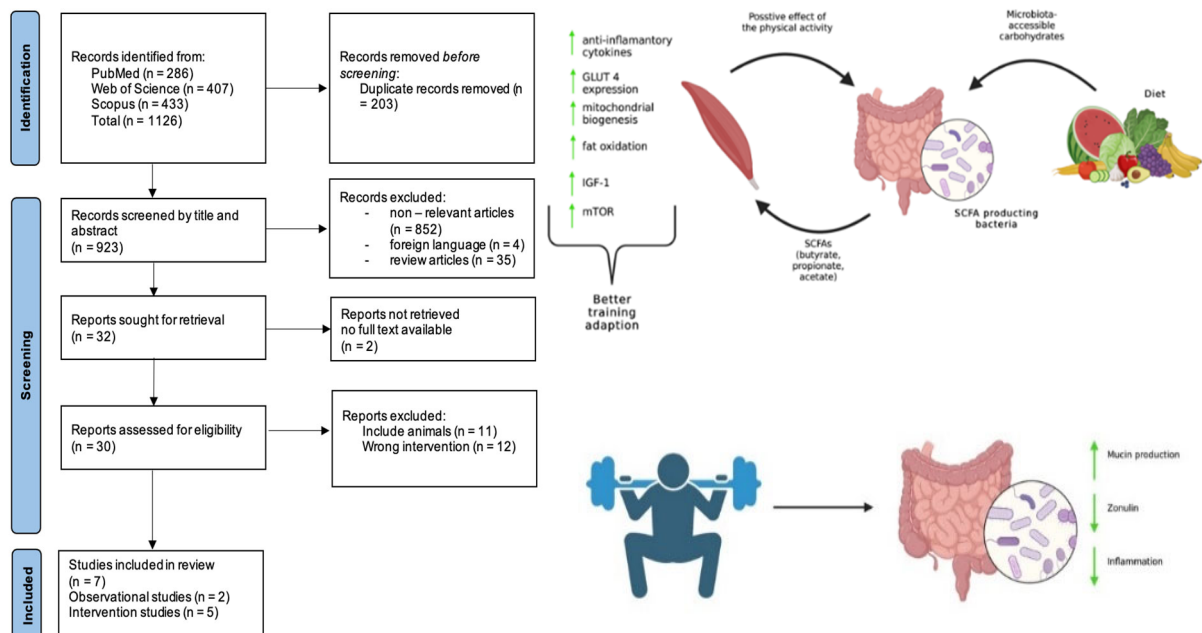 Identification
Records identified from:
PubMed (n = 286)
Web of Science (n = 407)
Scopus (n = 433)
Total (n = 1126)
Records removed before
screening:
Duplicate records removed (n
= 203)
Screening
Records screened by title and
abstract
(n = 923)
Records excluded:
- non – relevant articles
(n = 852)
- foreign language (n = 4)
- review articles (n = 35)
Reports sought for retrieval
(n = 32)
Reports not retrieved
no full text available
(n = 2)
Reports assessed for eligibility
(n = 30)
Reports excluded:
Include animals (n = 11)
Wrong intervention (n = 12)
Included
Studies included in review
(n = 7)
Observational studies (n = 2)
Intervention studies (n = 5)
anti-inflamantory
cytokines
GLUT 4
expression
mitochondrial
biogenesis
fat oxidation
IGF-1
mTOR
Better
training
adaption
Posstive effect of
the physical activity
Microbiota-
accessible
carbohydrates
Diet
SCFA producting
bacteria
SCFAs
(butyrate,
propionate,
acetate)
Mucin production
Zonulin
Inflammation